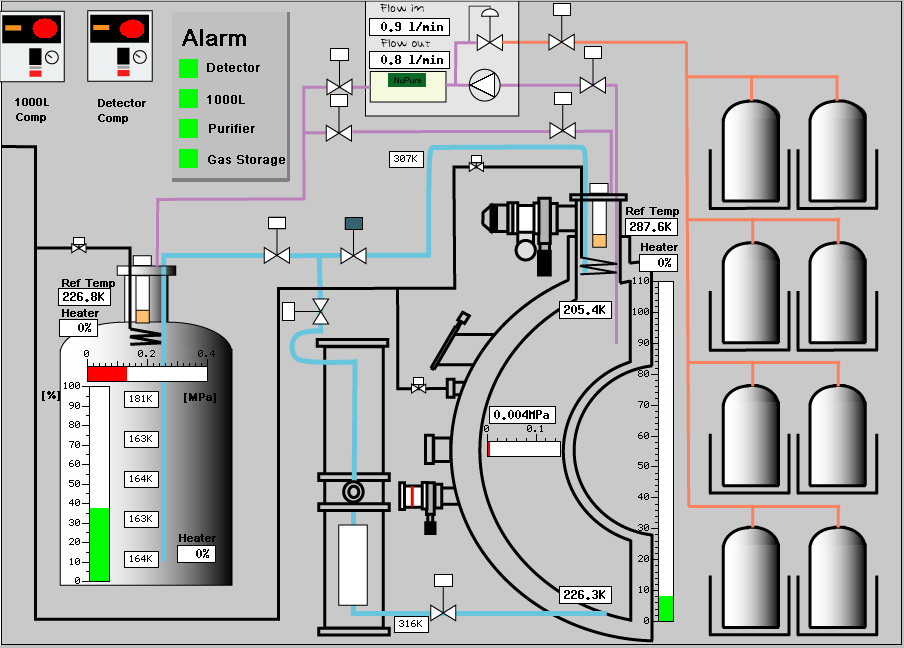 Flow in
0.9 l/min
Flow out
0.8 l/min
NuPure
Alarm
Detector
1000L
Purifier
Gas Storage
1000L
Comp
Detector
Comp
307K
Ref Temp
287.6K
Heater
0%
Ref Temp
226.8K
Heater
0%
205.4K
0 0.2 0.4
[MPa]
[%]
100
90
80
70
60
50
40
30
20
10
0
181K
163K
164K
163K
164K
Heater
0%
0.004MPa
0 0.1
110
100
90
80
70
60
50
40
30
20
10
0
226.3K
316K